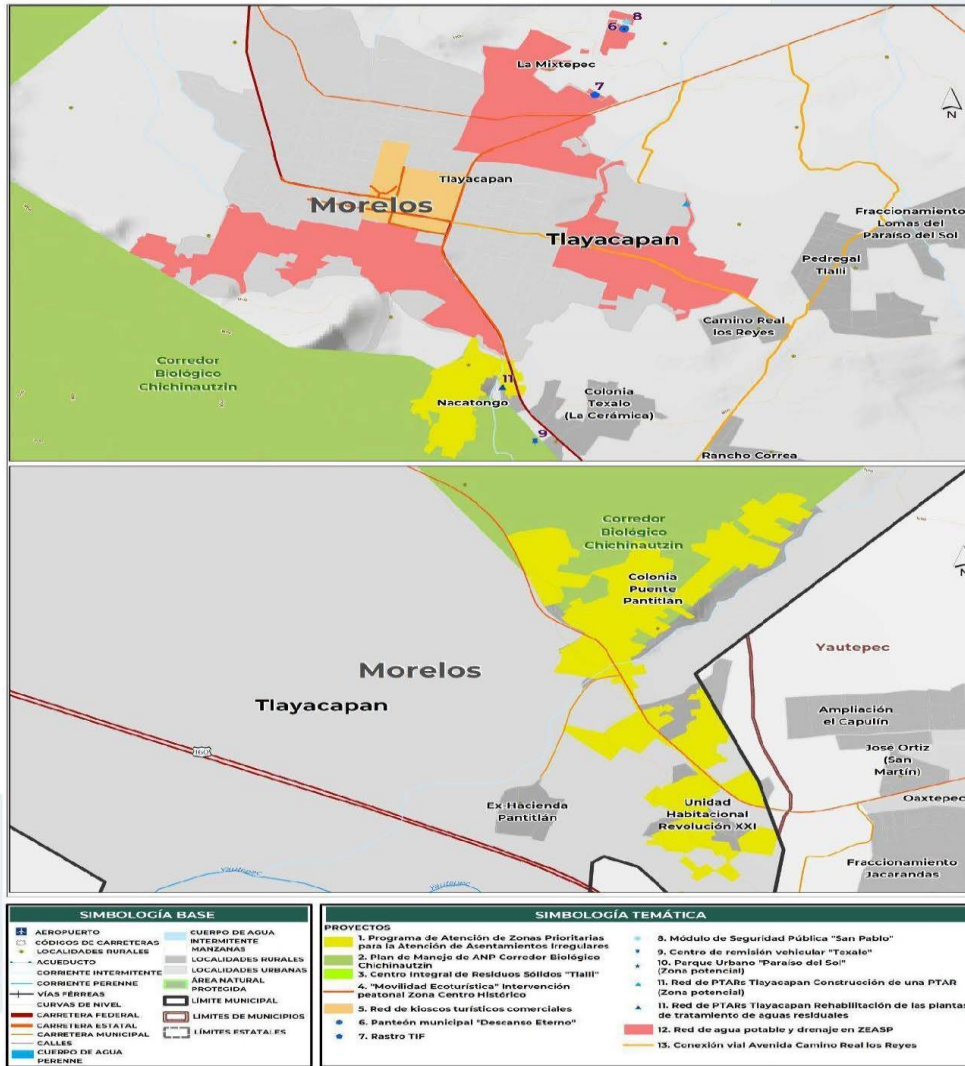 8
6
La Mixtepec
7
N
Tlayacapan
Morelos
Tlayacapan
Fraccionamiento
Lomas del
Paraíso del Sol
Pedregal
Tlalli
Camino Real
los Reyes
Corredor
Biológico
Chichinautzin
11
Nacatongo
Colonia
Texalo
(La Cerámica)
9
Rancho Correa
Corredor
Biológico
Chichinautzin
N
Colonia
Puente
Pantitlán
Yautepec
Morelos
Tlayacapan
Ampliación
el Capulín
José Ortiz
(San
Martín)
Oaxtepec
Ex Hacienda
Pantitlán
Unidad
Habitacional
Revolución XXI
Fraccionamiento
Jacarandas
Yautepec
Yautepec
SIMBOLOGÍA BASE
AEROPUERTO
CÓDIGOS DE CARRETERAS
LOCALIDADES RURALES
ACUEDUCTO
CORRIENTE INTERMITENTE
CORRIENTE PERENNE
VÍAS FÉRREAS
CURVAS DE NIVEL
CARRETERA FEDERAL
CARRETERA ESTATAL
CARRETERA MUNICIPAL
CALLES
CUERPO DE AGUA
PERENNE
CUERPO DE AGUA
INTERMITENTE
MANZANAS
LOCALIDADES RURALES
LOCALIDADES URBANAS
ÁREA NATURAL
PROTEGIDA
LÍMITE MUNICIPAL
LÍMITES DE MUNICIPIOS
LÍMITES ESTATALES
SIMBOLOGÍA TEMÁTICA
PROYECTOS
1. Programa de Atención de Zonas Prioritarias
para la Atención de Asentamientos Irregulares
2. Plan de Manejo de ANP Corredor Biológico
Chichinautzin
3. Centro Integral de Residuos Sólidos "Tlalli"
4. "Movilidad Ecoturística" Intervención
peatonal Zona Centro Histórico
5. Red de kioscos turísticos comerciales
6. Panteón municipal "Descanso Eterno"
7. Rastro TIF
8. Módulo de Seguridad Pública "San Pablo"
9. Centro de remisión vehicular "Texalo"
10. Parque Urbano "Paraíso del Sol"
(Zona potencial)
11. Red de PTARs Tlayacapan Construcción de una PTAR
(Zona potencial)
11. Red de PTARs Tlayacapan Rehabilitación de las plantas
de tratamiento de aguas residuales
12. Red de agua potable y drenaje en ZEASP
13. Conexión vial Avenida Camino Real los Reyes